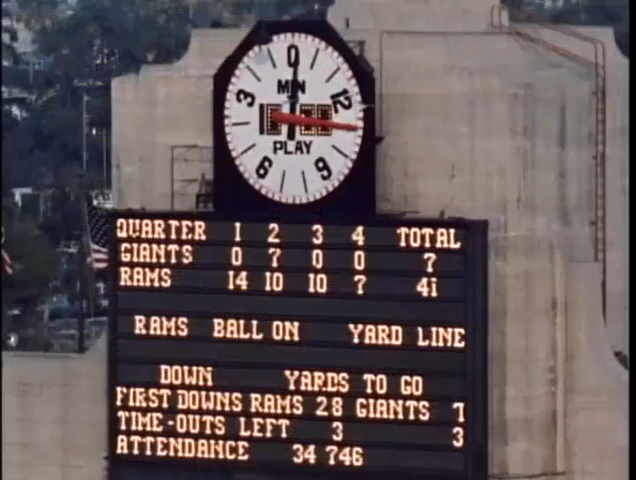 0
MIN
3 12
PLAY
6 9
QUARTER 1 2 3 4 TOTAL
GIANTS 0 7 0 0 7
RAMS 14 10 10 7 41
RAMS BALL ON YARD LINE
DOWN YARDS TO GO
FIRST DOWNS RAMS 28 GIANTS 7
TIME-OUTS LEFT 3 3
ATTENDANCE 34 746